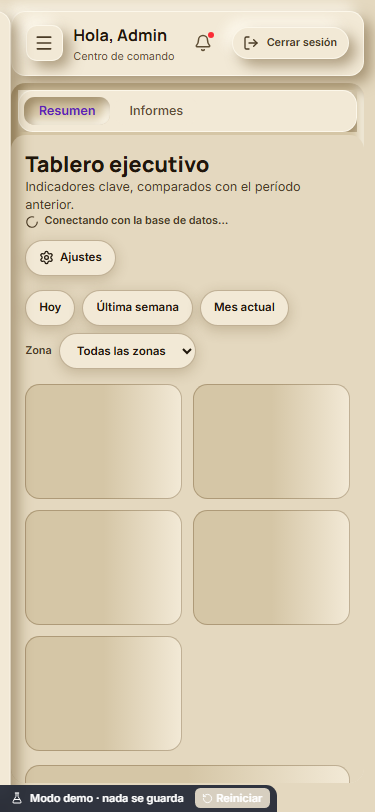 Hola, Admin
Centro de comando
Cerrar sesión
Resumen
Informes
Tablero ejecutivo
Indicadores clave, comparados con el período
anterior.
Conectando con la base de datos...
Ajustes
Hoy
Última semana
Mes actual
Zona
Todas las zonas
Modo demo · nada se guarda
Reiniciar